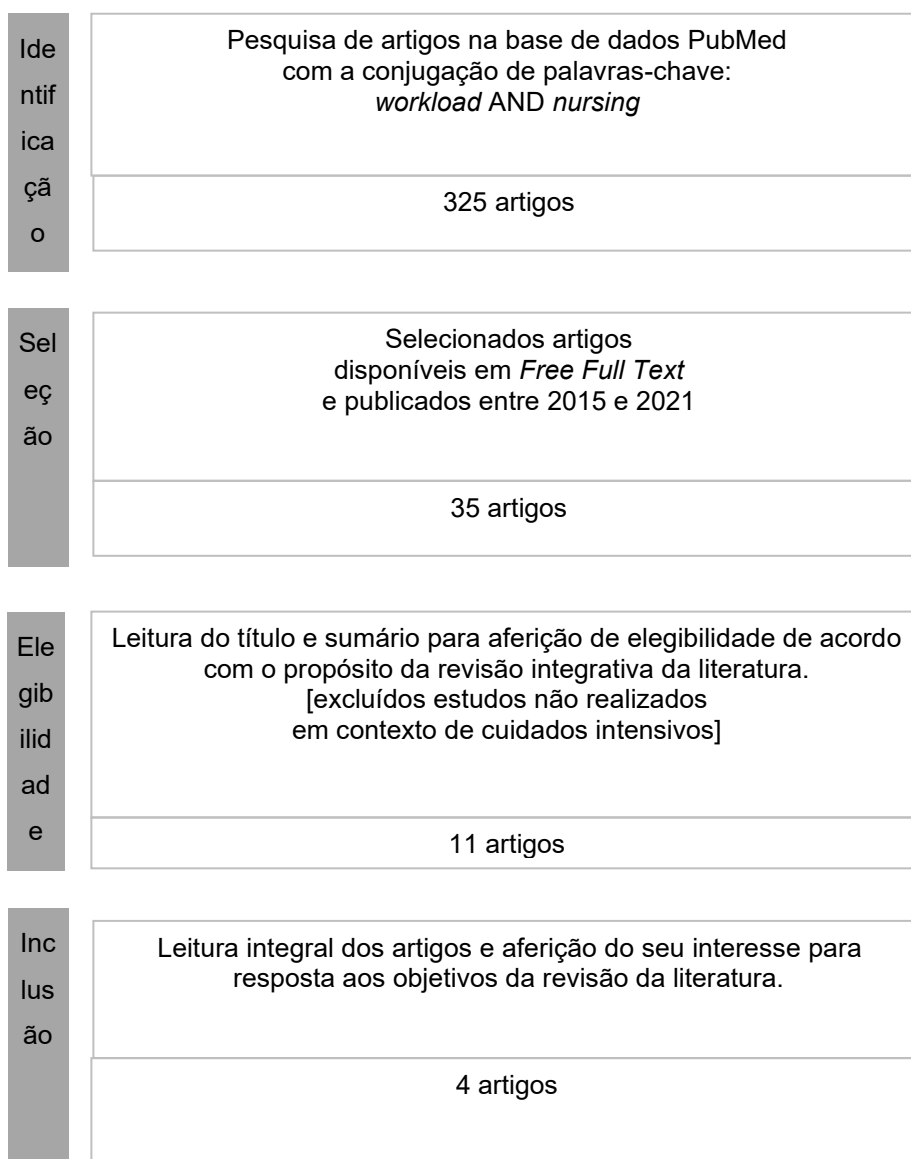 Ide
ntif
ica
çã
o
Pesquisa de artigos na base de dados PubMed
com a conjugação de palavras-chave:
workload AND nursing
325 artigos
Sel
eç
ão
Selecionados artigos
disponíveis em Free Full Text
e publicados entre 2015 e 2021
35 artigos
Ele
gib
ilid
ad
e
Leitura do título e sumário para aferição de elegibilidade de acordo
com o propósito da revisão integrativa da literatura.
[excluídos estudos não realizados
em contexto de cuidados intensivos]
11 artigos
Inc
lus
ão
Leitura integral dos artigos e aferição do seu interesse para
resposta aos objetivos da revisão da literatura.
4 artigos